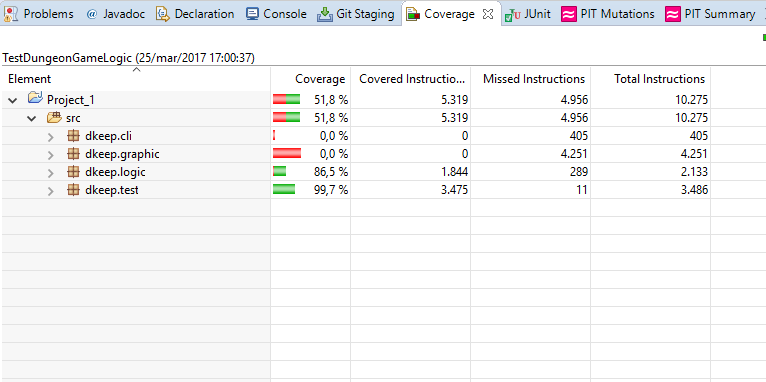 Problems @ Javadoc Declaration Console Git Staging Coverage JUnit PIT Mutations PIT Summary
TestDungeonGameLogic (25/mar/2017 17:00:37)
Element Coverage Covered Instructio... Missed Instructions Total Instructions
Project_1 51,8 % 5.319 4.956 10.275
src 51,8 % 5.319 4.956 10.275
dkeep.cli 0,0 % 0 405 405
dkeep.graphic 0,0 % 0 4.251 4.251
dkeep.logic 86,5 % 1.844 289 2.133
dkeep.test 99,7 % 3.475 11 3.486